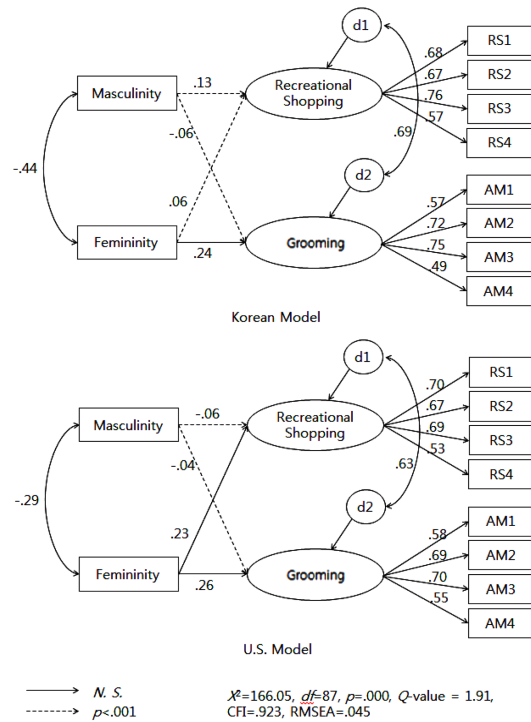 d1
RS1
.68
Recreational
Shopping
.67
RS2
Masculinity
.13
.76
RS3
.57
RS4
-.06
.69
-.44
d2
.06
.57
AM1
.72
AM2
Femininity
.24
Grooming
.75
AM3
.49
AM4
Korean Model
d1
RS1
.70
Recreational
Shopping
.67
RS2
Masculinity
-.06
.69
RS3
.53
RS4
-.04
.63
-.29
d2
.23
.58
AM1
.69
AM2
Femininity
.26
Grooming
.70
AM3
.55
AM4
U.S. Model
N. S.
p<.001
X²=166.05, df=87, p=.000, Q-value = 1.91,
CFI=.923, RMSEA=.045